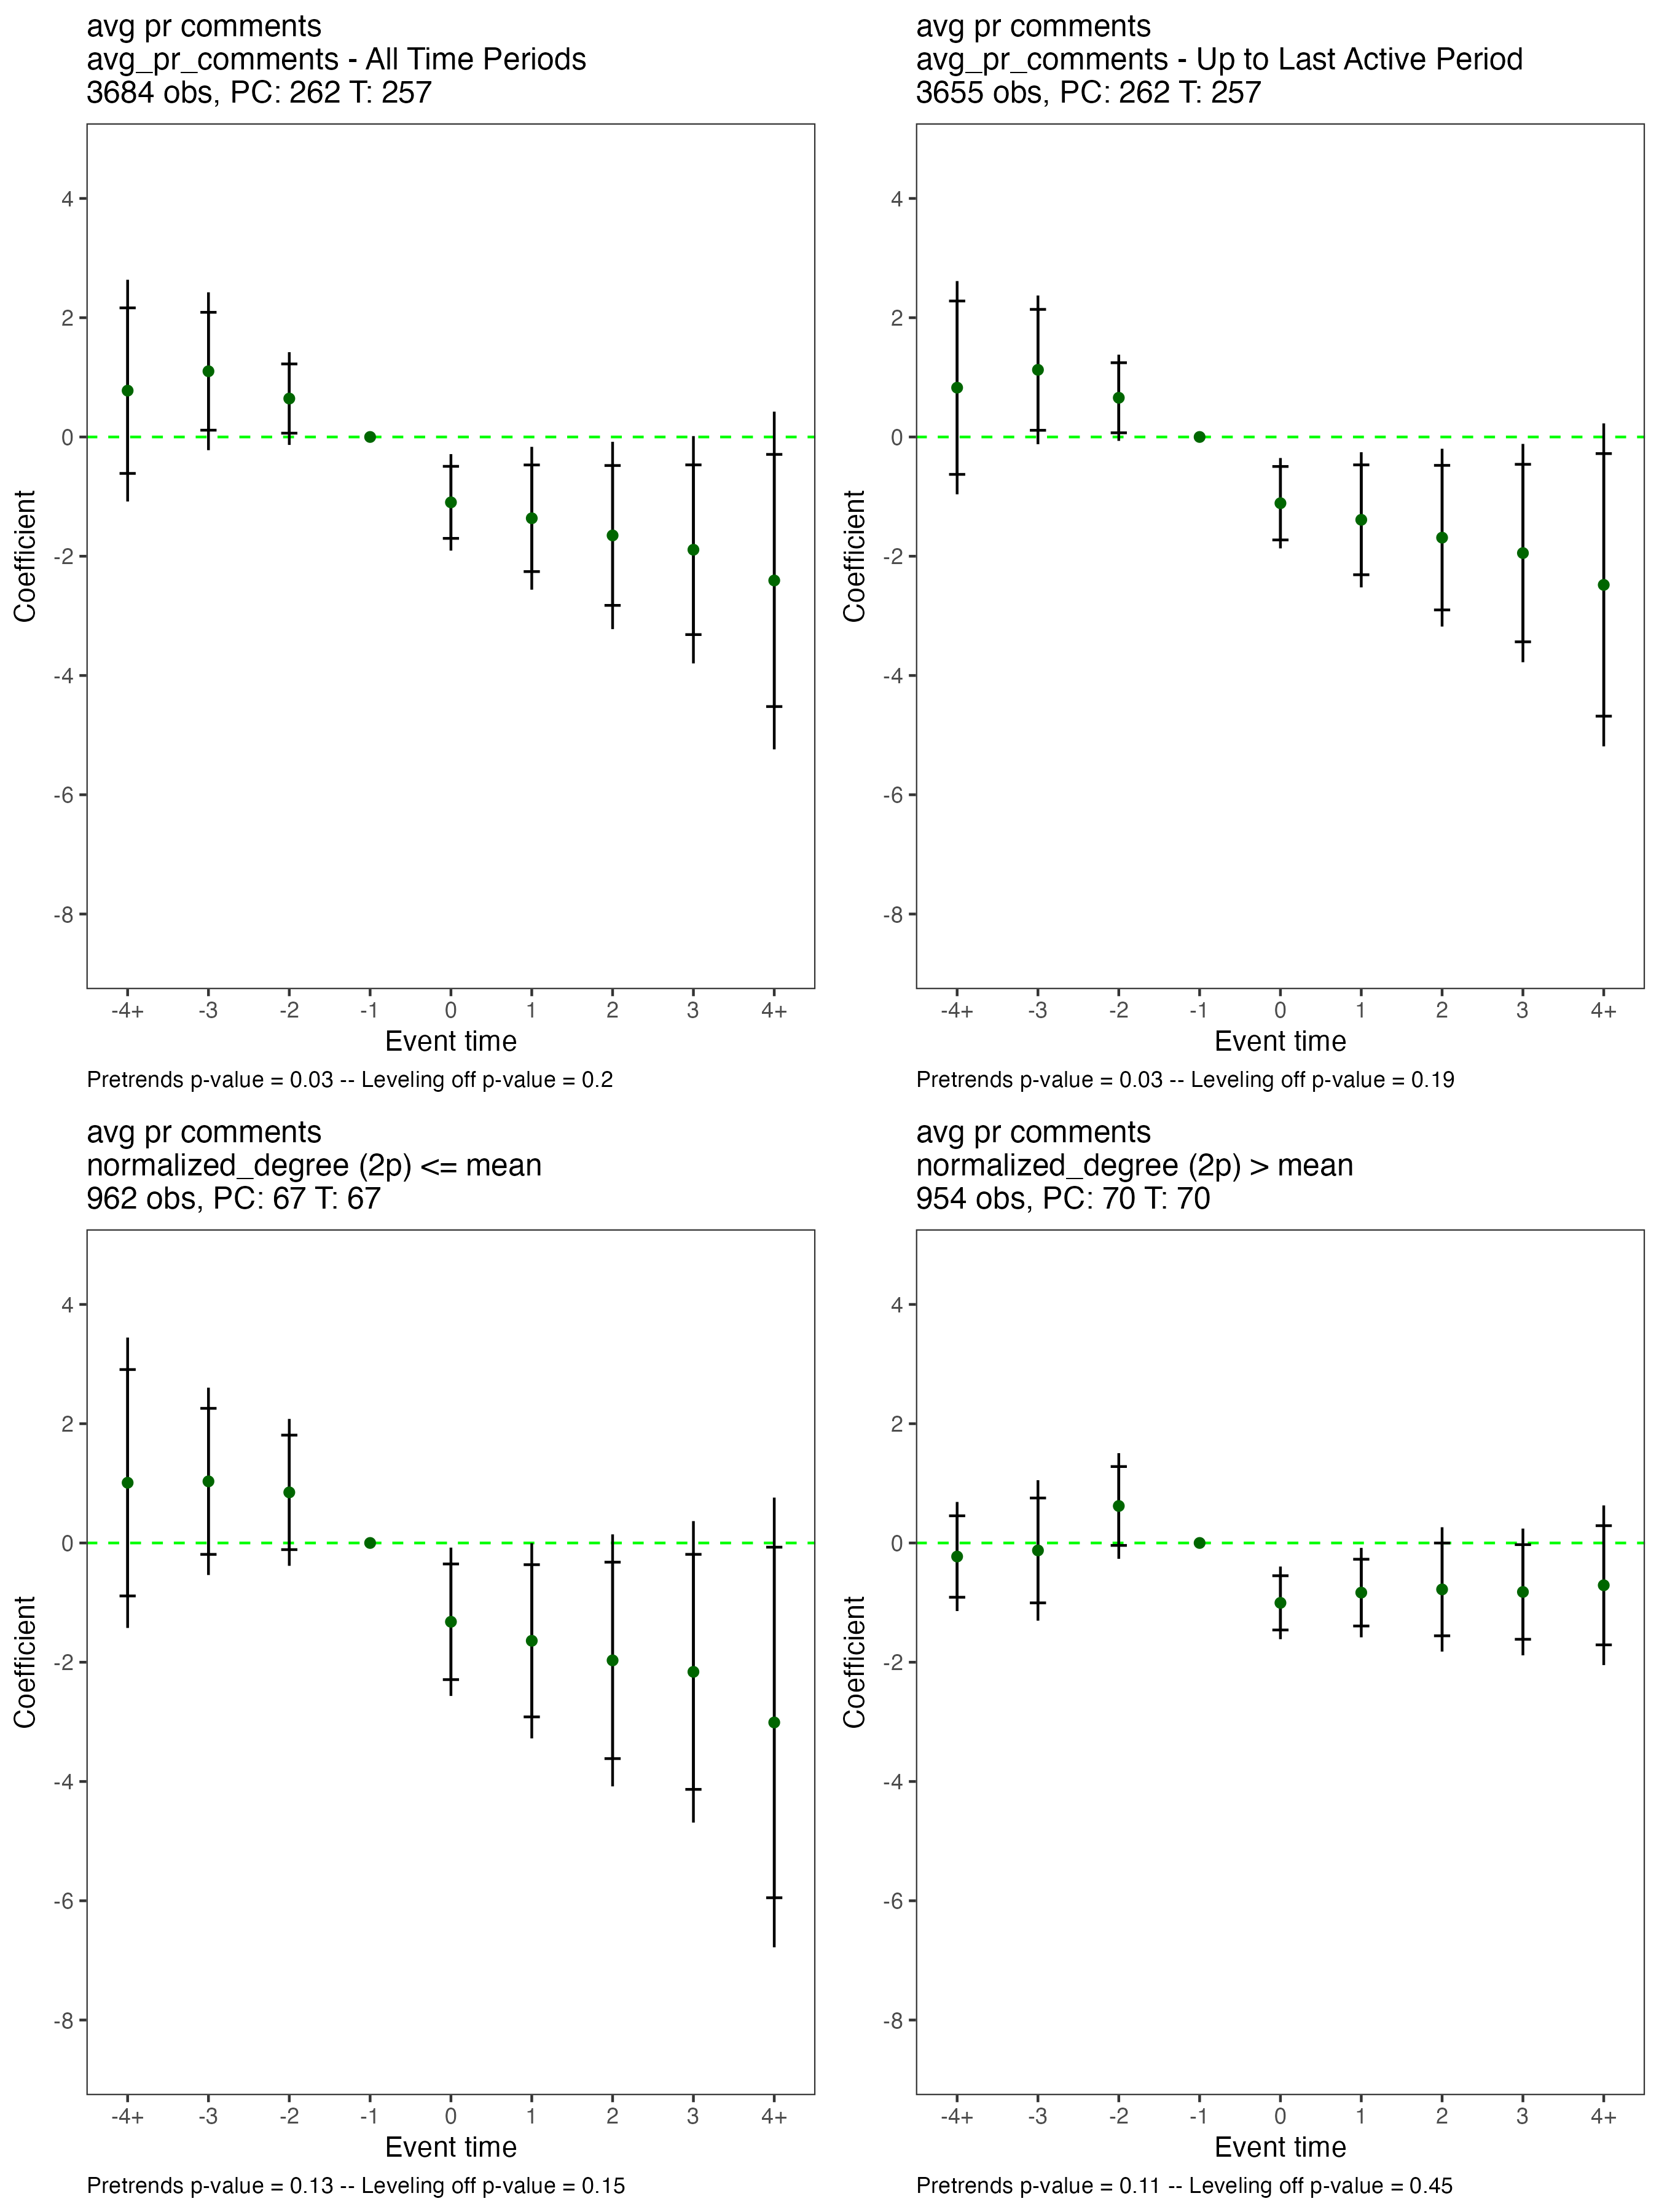 avg pr comments
avg_pr_comments - All Time Periods
3684 obs, PC: 262 T: 257
4
2
0
-2
-4
-6
-8
Coefficient
-4+ -3 -2 -1 0 1 2 3 4+
Event time
Pretrends p-value = 0.03 -- Leveling off p-value = 0.2
avg pr comments
avg_pr_comments - Up to Last Active Period
3655 obs, PC: 262 T: 257
4
2
0
-2
-4
-6
-8
Coefficient
-4+ -3 -2 -1 0 1 2 3 4+
Event time
Pretrends p-value = 0.03 -- Leveling off p-value = 0.19
avg pr comments
normalized_degree (2p) <= mean
962 obs, PC: 67 T: 67
4
2
0
-2
-4
-6
-8
Coefficient
-4+ -3 -2 -1 0 1 2 3 4+
Event time
Pretrends p-value = 0.13 -- Leveling off p-value = 0.15
avg pr comments
normalized_degree (2p) > mean
954 obs, PC: 70 T: 70
4
2
0
-2
-4
-6
-8
Coefficient
-4+ -3 -2 -1 0 1 2 3 4+
Event time
Pretrends p-value = 0.11 -- Leveling off p-value = 0.45